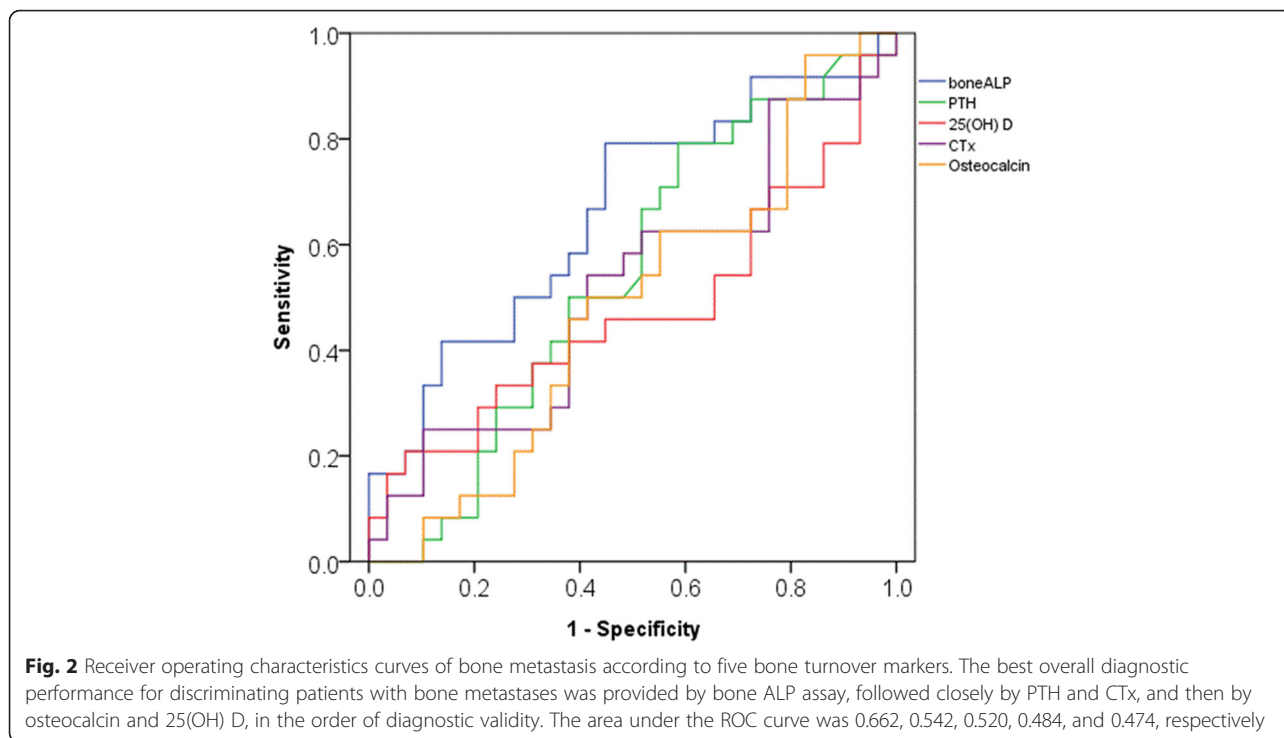 1.0
0.8
0.6
0.4
0.2
0.0
Sensitivity
0.0 0.2 0.4 0.6 0.8 1.0
1 - Specificity
boneALP
PTH
25(OH) D
CTx
Osteocalcin
Fig. 2 Receiver operating characteristics curves of bone metastasis according to five bone turnover markers. The best overall diagnostic
performance for discriminating patients with bone metastases was provided by bone ALP assay, followed closely by PTH and CTx, and then by
osteocalcin and 25(OH) D, in the order of diagnostic validity. The area under the ROC curve was 0.662, 0.542, 0.520, 0.484, and 0.474, respectively